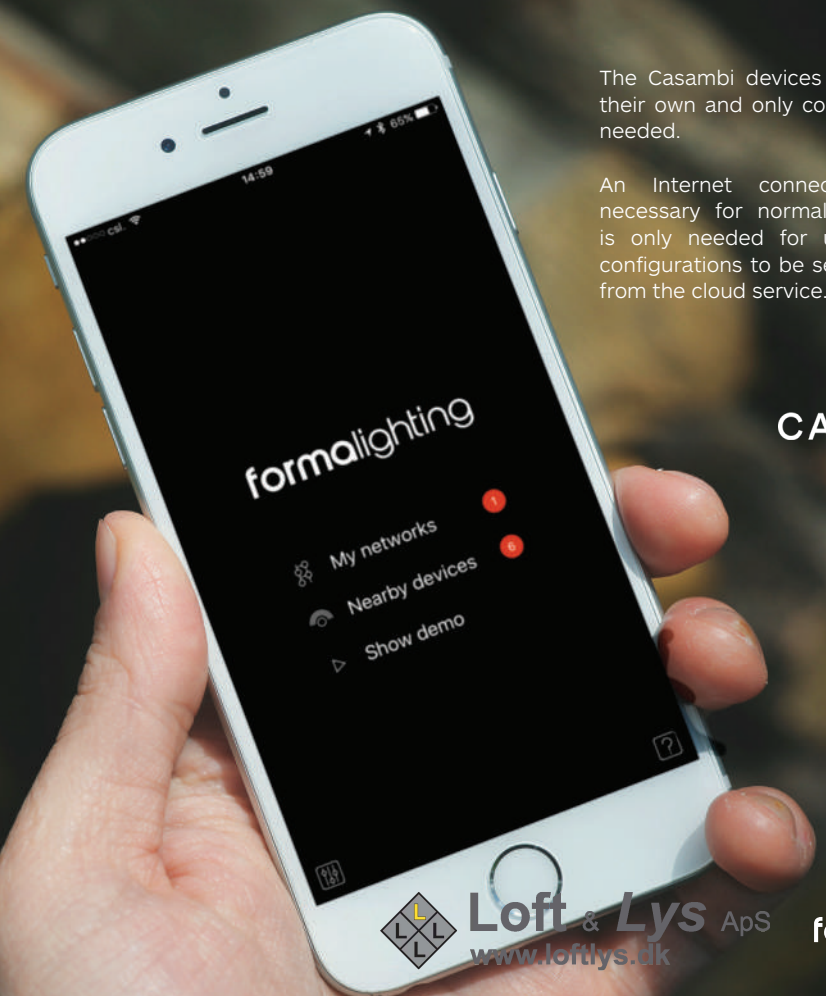 The Casambi devices
their own and only co
needed.
An Internet connec
necessary for normal
is only needed for u
configurations to be se
from the cloud service.
csl.
14:59
65%
formalighting
My networks
1
Nearby devices
6
Show demo
?
CA
L
L L
L
Loft & Lys ApS
www.loftlys.dk
fo